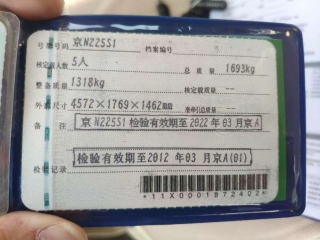 号牌号码 京N225S1 档案编号
核定载人数 5人 总质量 1693kg
整备质量 1318kg 核定载质量
外廓尺寸 4572×1769×1462mm 准牵引总质量
备注 京N225S1检验有效期至2022年03月京A
检验有效期至2012年03月京A(01)
检验记录
*11X0001872402*